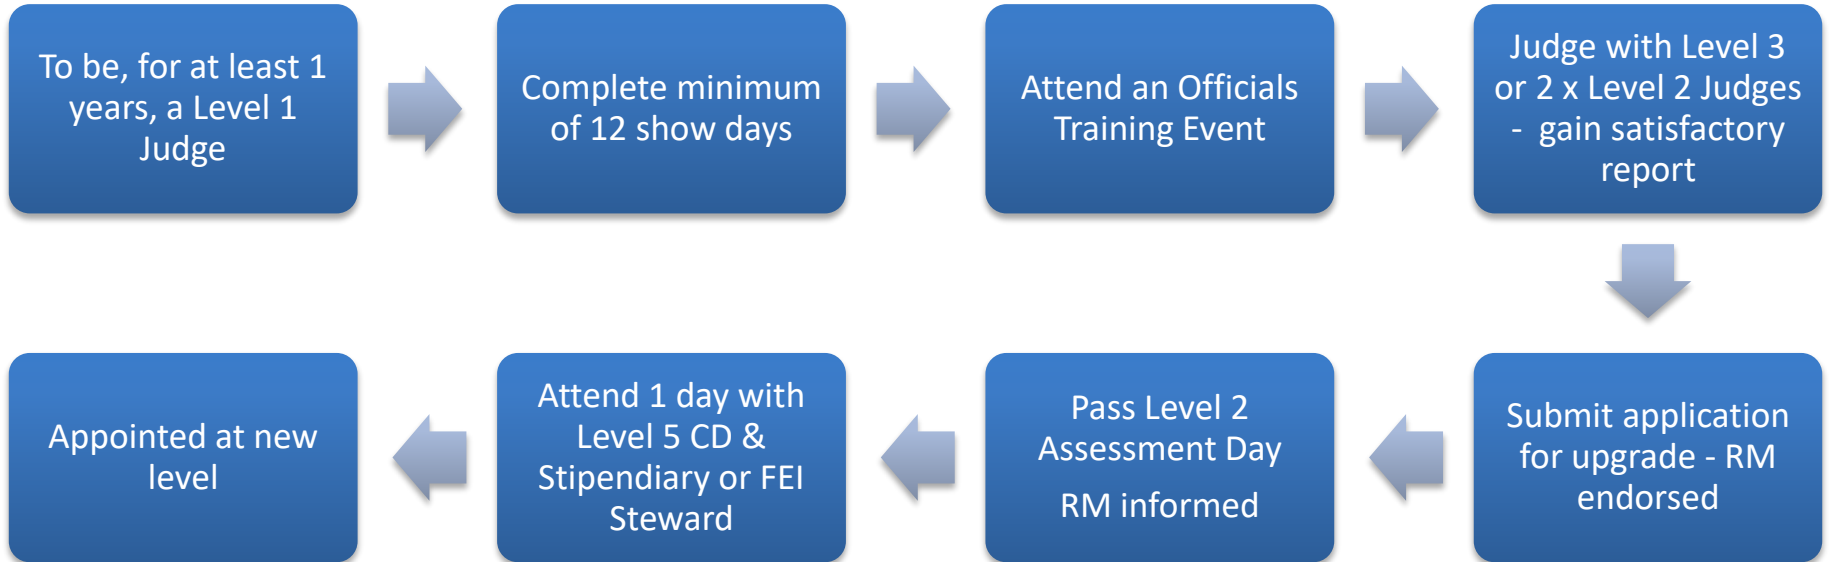 To be, for at least 1
years, a Level 1
Judge
Complete minimum
of 12 show days
Attend an Officials
Training Event
Judge with Level 3
or 2 x Level 2 Judges
- gain satisfactory
report
Submit application
for upgrade - RM
endorsed
Pass Level 2
Assessment Day
RM informed
Attend 1 day with
Level 5 CD &
Stipendiary or FEI
Steward
Appointed at new
level